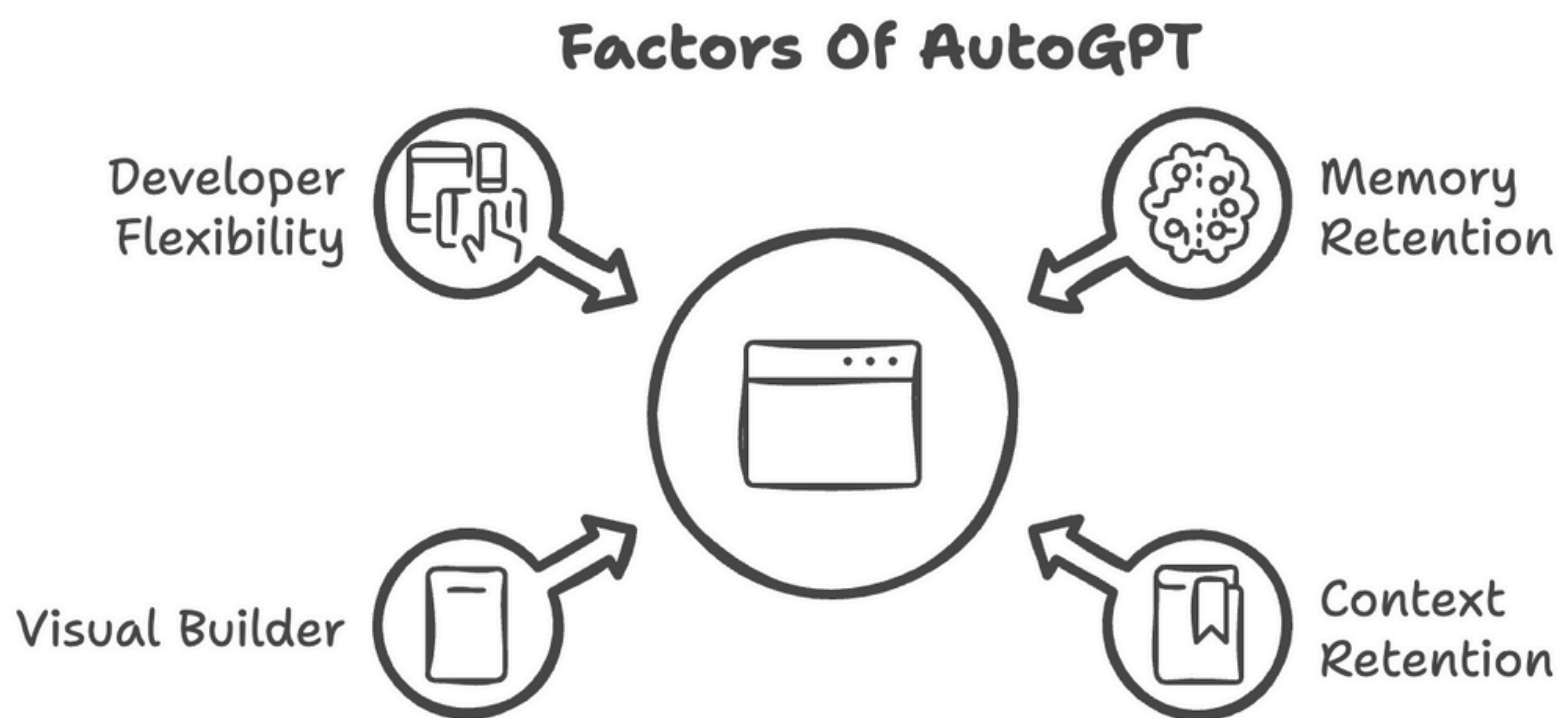 Factors Of AutoGPT
Developer
Flexibility
Memory
Retention
Visual Builder
Context
Retention